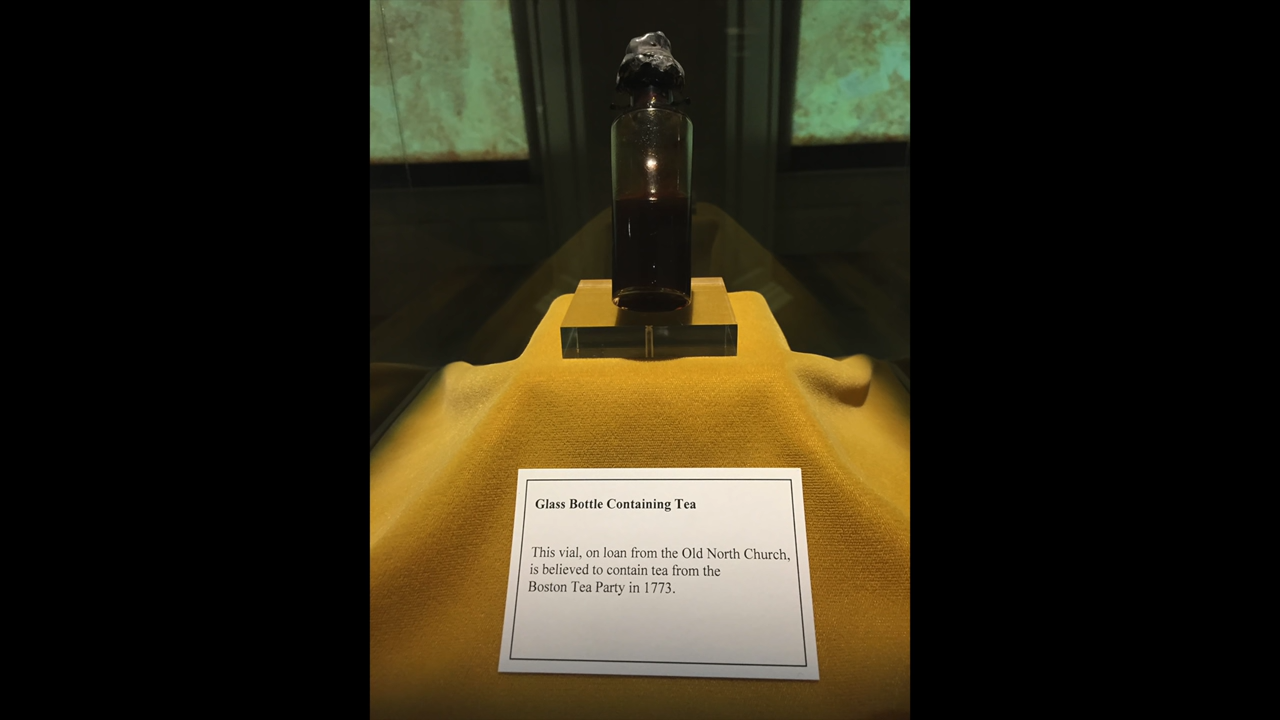 Glass Bottle Containing Tea
This vial, on loan from the Old North Church,
is believed to contain tea from the
Boston Tea Party in 1773.